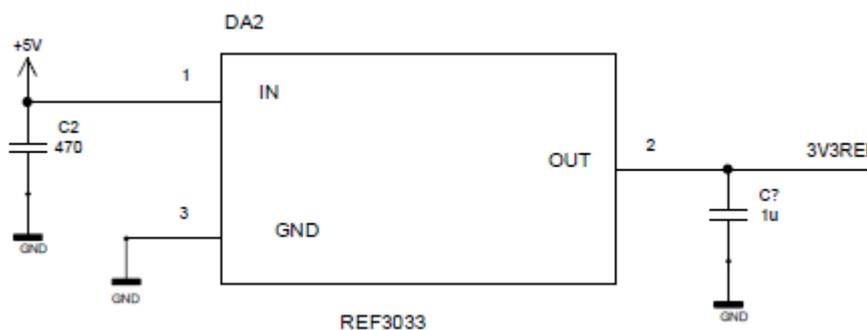 DA2
+5V
1
IN
C2
470
OUT
2
3V3REF
C?
1u
3
GND
GND
GND
GND
REF3033